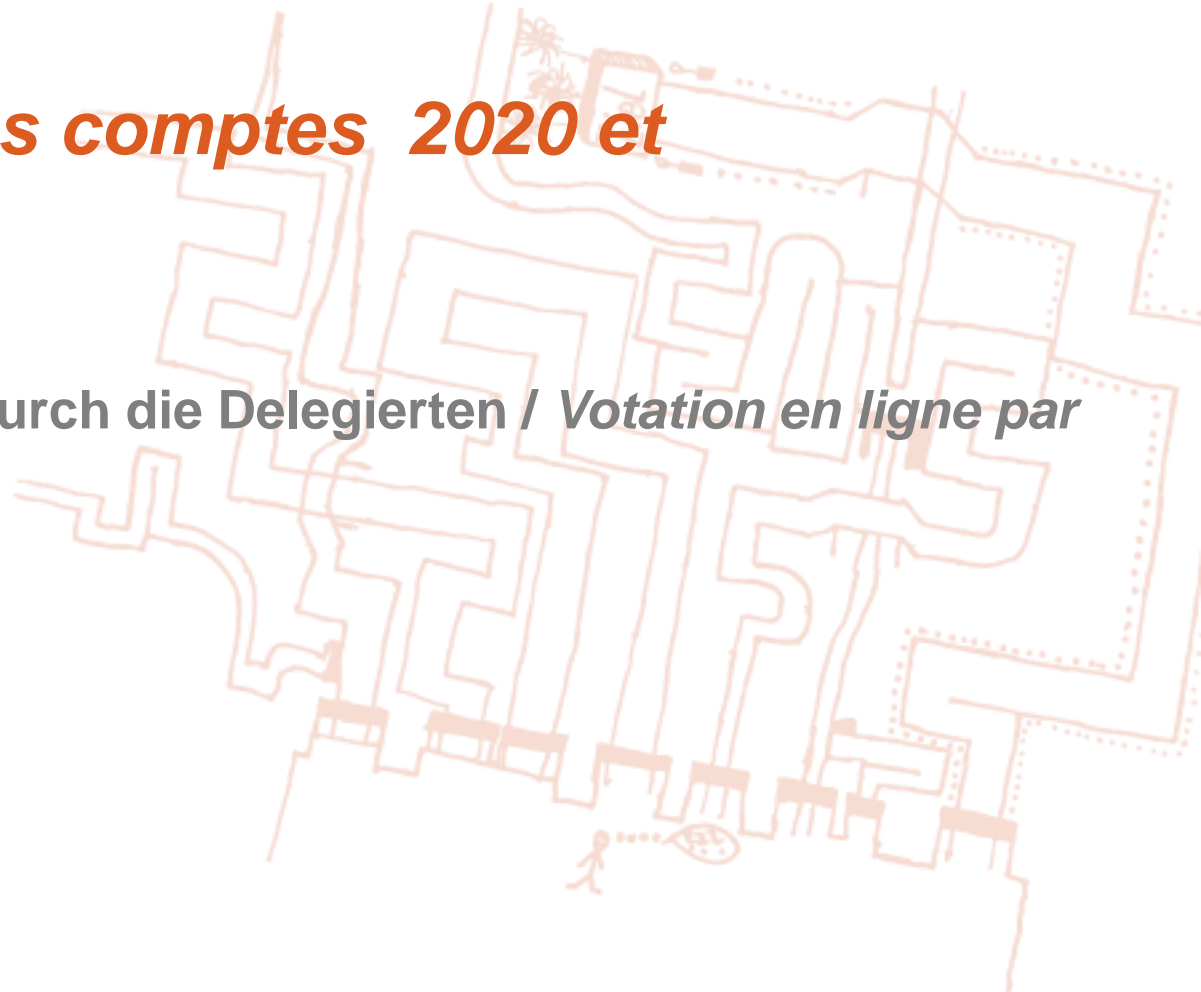 s comptes 2020 et
urch die Delegierten / Votation en ligne par